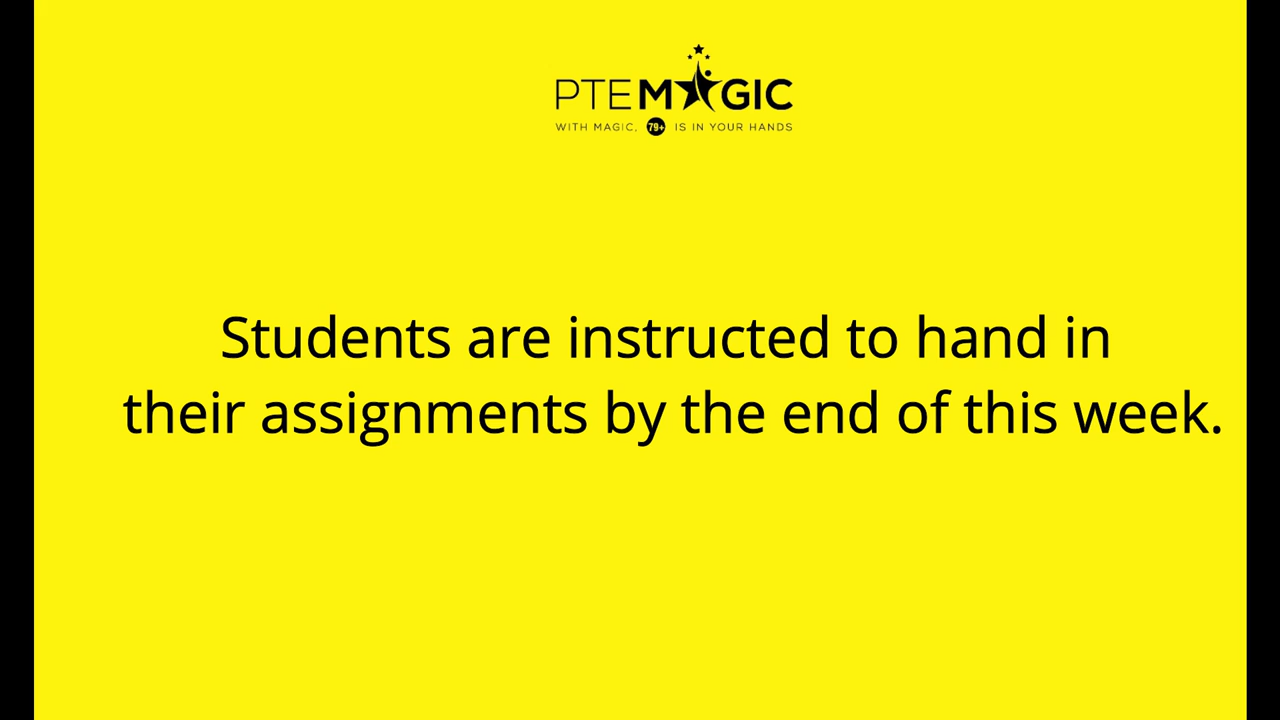 PTEMAGIC
WITH MAGIC, 79+ IS IN YOUR HANDS
Students are instructed to hand in
their assignments by the end of this week.